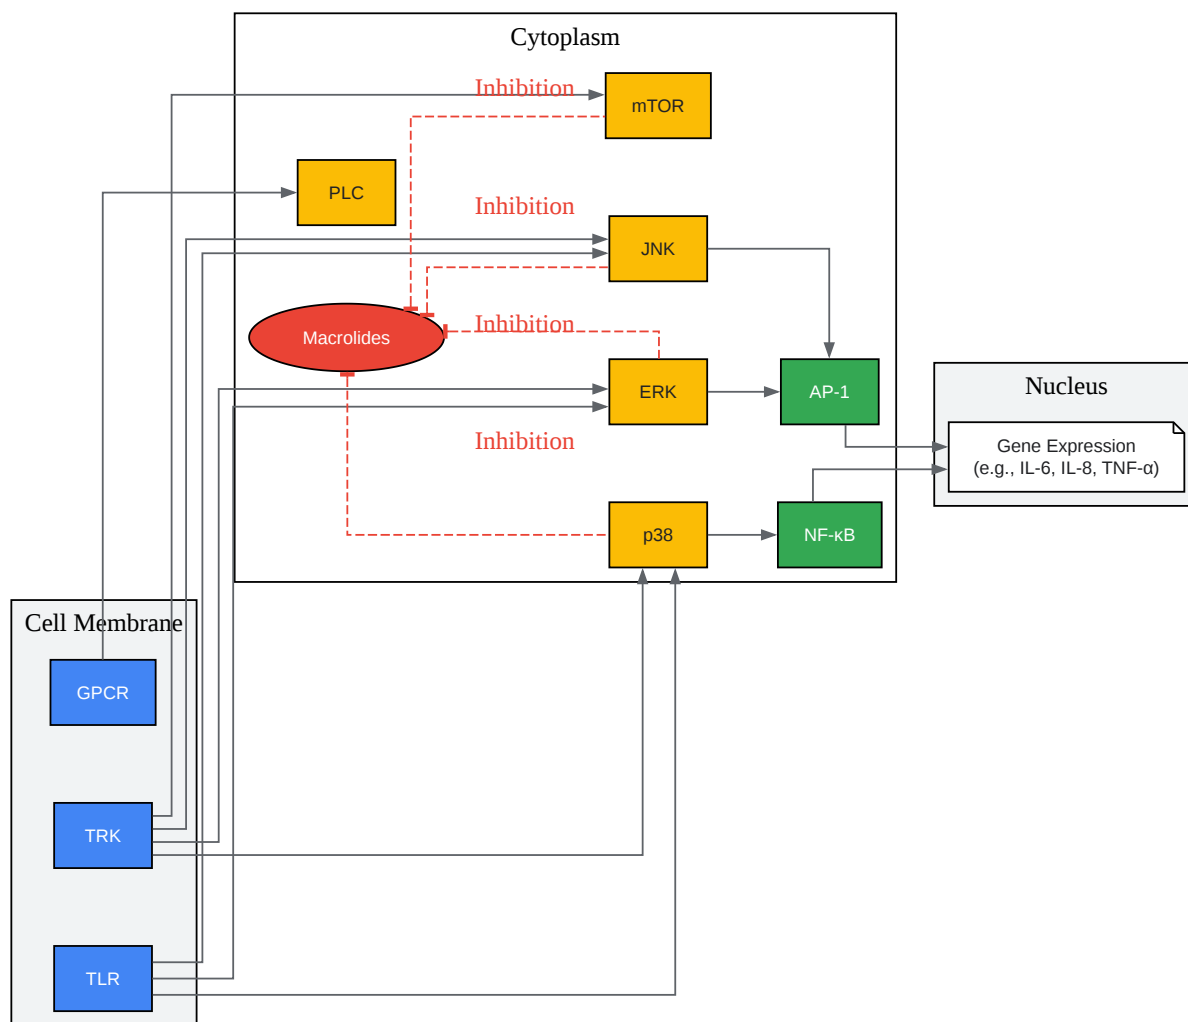 Cytoplasm
Inhibition
mTOR
PLC
Inhibition
JNK
Inhibition
Macrolides
ERK
AP-1
Nucleus
Gene Expression
(e.g., IL-6, IL-8, TNF-α)
Inhibition
p38
NF-κB
Cell Membrane
GPCR
TRK
TLR